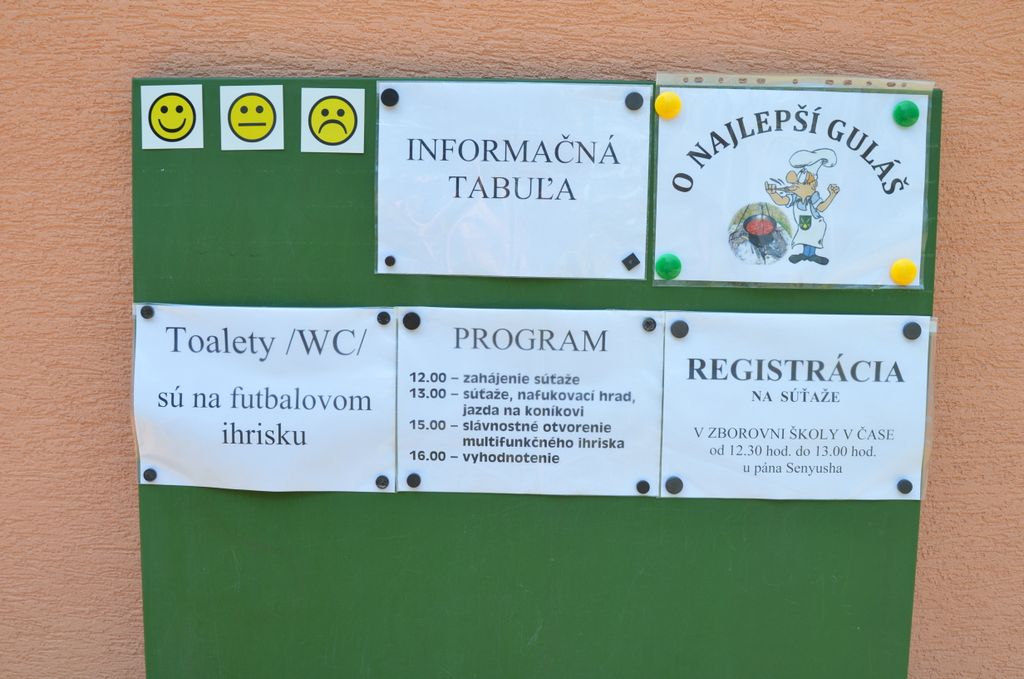 INFORMAČNÁ
TABUĽA
O NAJLEPŠÍ GULÁŠ
Toalety /WC/
sú na futbalovom
ihrisku
PROGRAM
12.00 – zahájenie súťaže
13.00 – súťaže, nafukovací hrad,
jazda na koníkovi
15.00 – slávnostné otvorenie
multifunkčného ihriska
16.00 – vyhodnotenie
REGISTRÁCIA
NA SÚŤAŽE
V ZBOROVNI ŠKOLY V ČASE
od 12.30 hod. do 13.00 hod.
u pána Senyusha